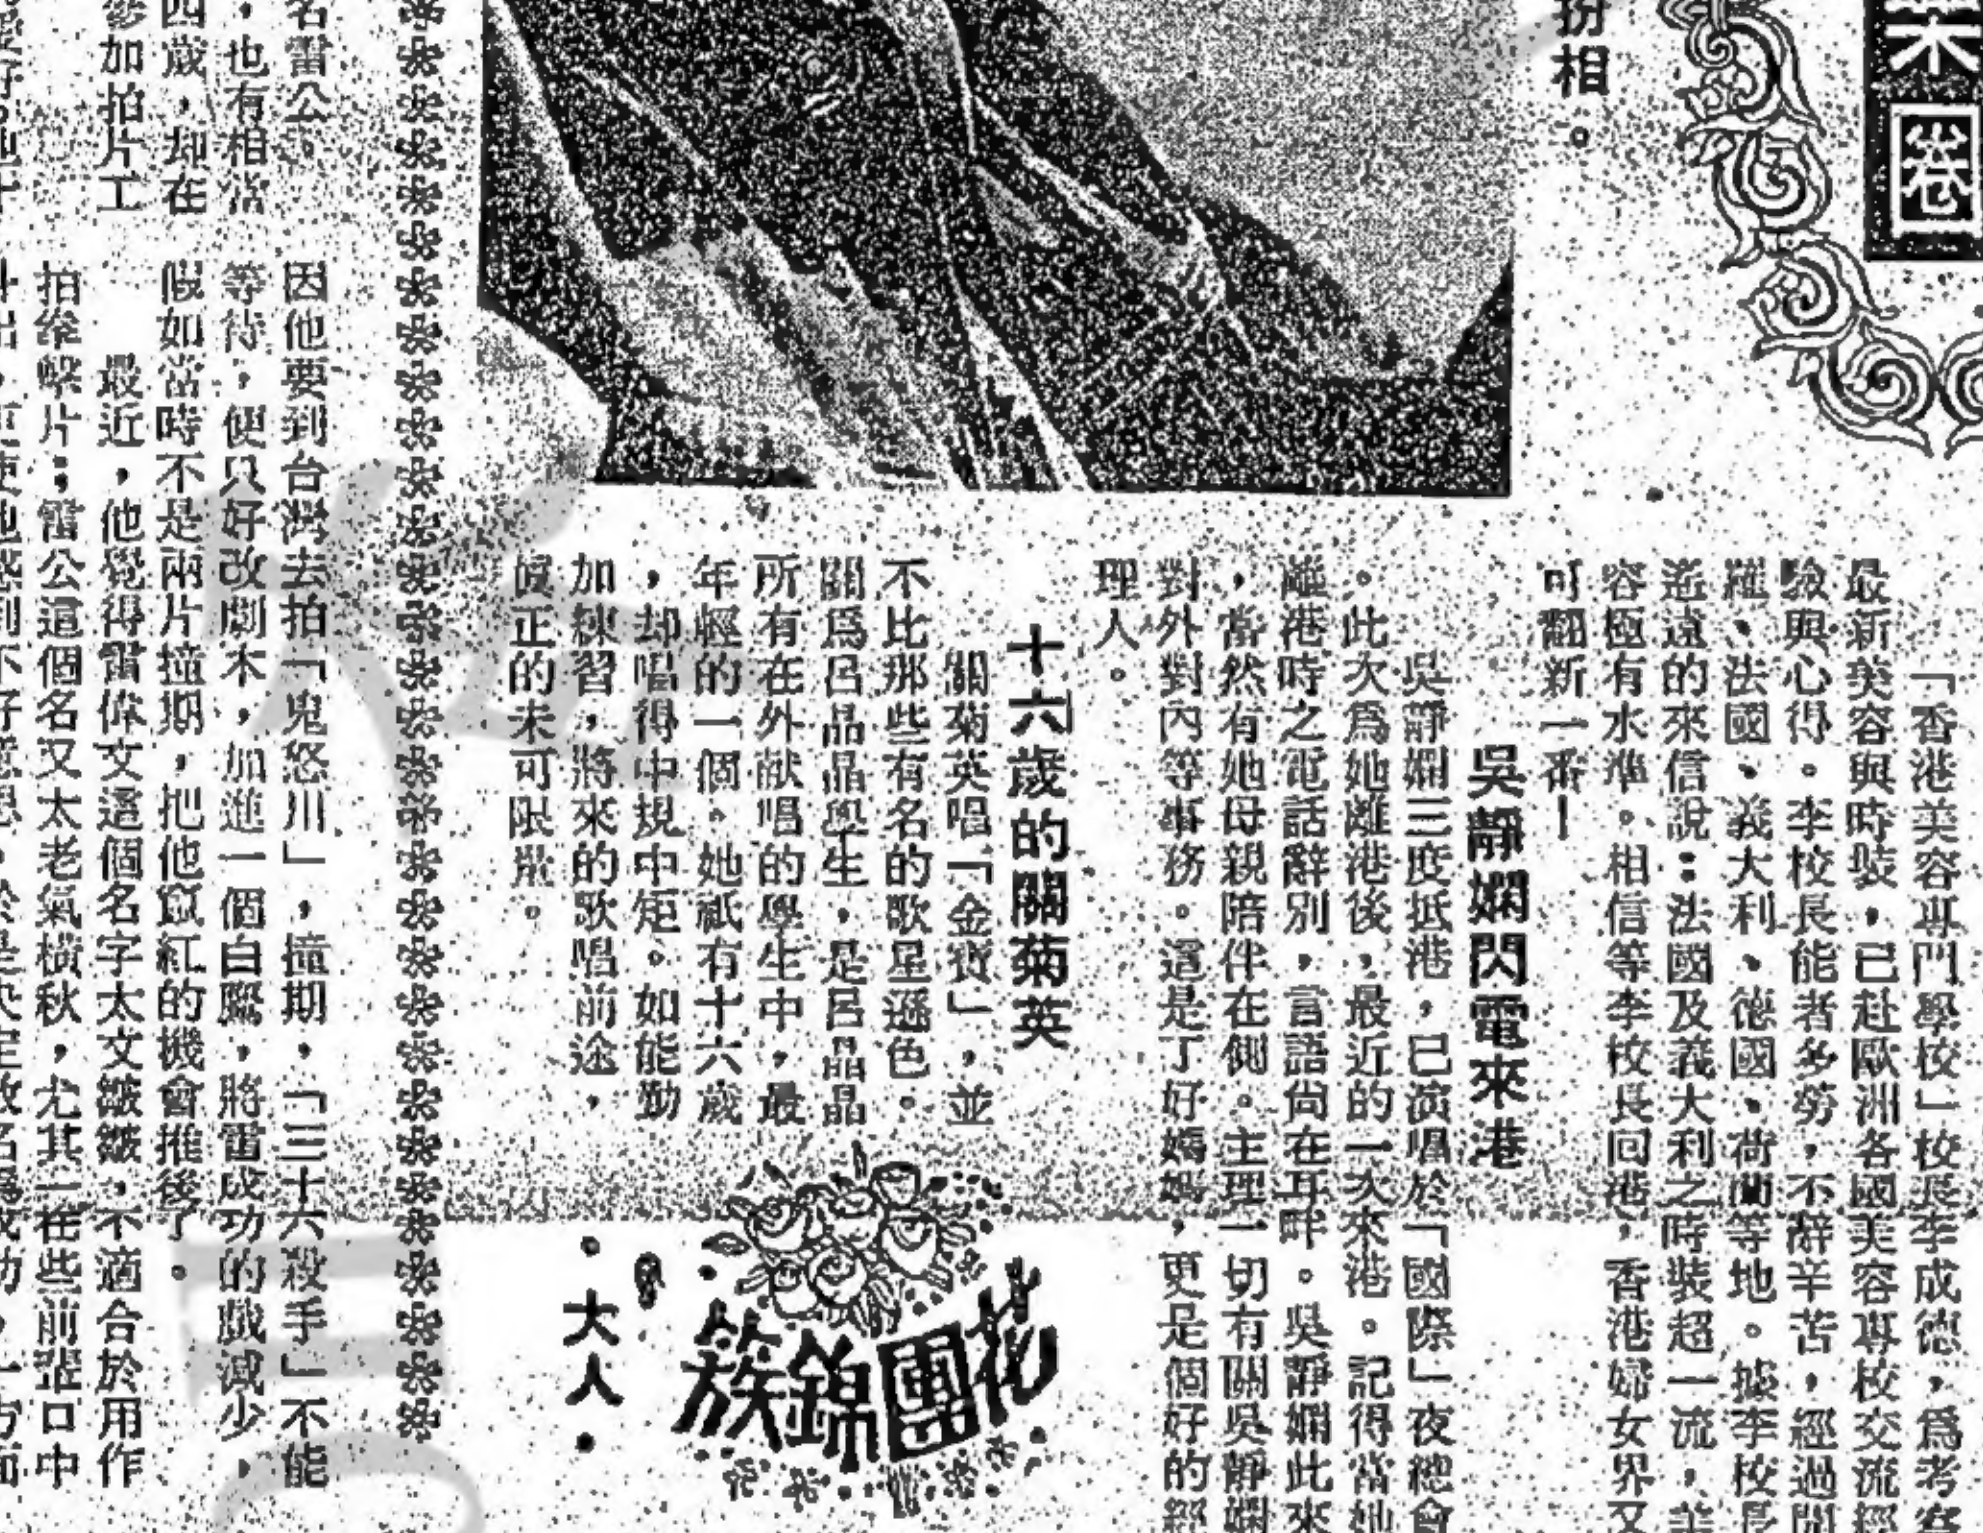 扮相。
圈
「香港美容專門學校」校長李成德，爲考察
最新美容與時裝，已赴歐洲各國美容專校交流經
驗與心得。李校長能者多勞，不辭辛苦，經過
羅、法國、義大利、德國、荷蘭等地。據李校長
遙遠的來信說：法國及義大利之時裝超一流，美
容極有水準。相信等李校長回港，香港婦女界又
可翻新一番！
吳靜嫻閃電來港
吳靜嫻三度抵港，已演唱於「國際」夜總會
。此次爲她離港後，最近的一次來港。記得當她
離港時之電話辭別，言語尙在耳畔。吳靜嫻此來
，當然有她母親陪伴在側。主理一切有關吳靜嫻
對外對內等事務。這是了好媽媽，更是個好的經
理人。
十六歲的關菊英
關菊英唱「金寶」，並
不比那些有名的歌星遜色。
關爲呂晶晶學生，是呂晶晶
所有在外献唱的學生中，最
年輕的一個。她祇有十六歲
，却唱得中規中矩。如能勤
加練習，將來的歌唱前途，
眞正的未可限量。
花團錦簇
•大人•
名雷公。
，也有相當
四歲，却在
參加拍片工
因他要到台灣去拍「鬼怒川」，撞期，「三十六殺手」不能
等待，便只好改劇本，加進一個白鷹，將雷成功的戲減少，
假如當時不是兩片撞期，把他竄紅的機會推後了。
最近，他覺得雷偉文這個名字太文皺皺，不適合於用作
拍拳擊片；雷公這個名又太老氣橫秋，尤其一在些前輩口中